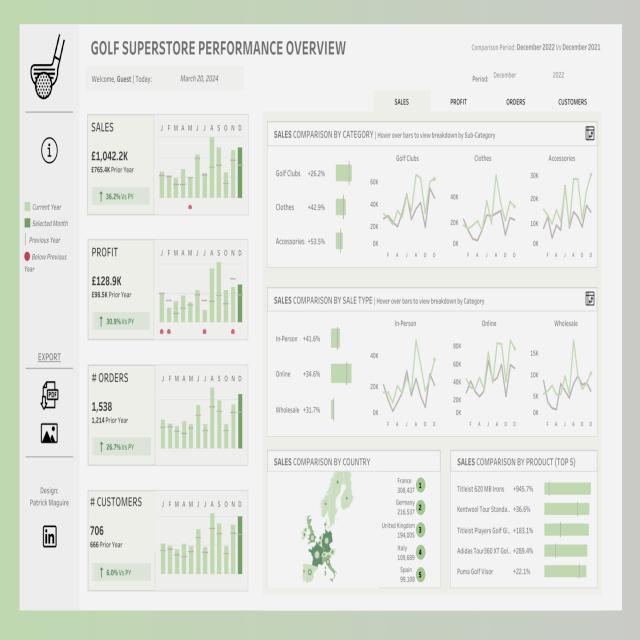 GOLF SUPERSTORE PERFORMANCE OVERVIEW
Comparison Period: December 2022 Vs December 2021
Welcome, Guest | Today: March 20, 2024
Period: December 2022
SALES PROFIT ORDERS CUSTOMERS
SALES
J F M A M J J A S O N D
£1,042.2K
£765.4K Prior Year
↑ 36.2% Vs PY
PROFIT
J F M A M J J A S O N D
£128.9K
£98.5K Prior Year
↑ 30.9% Vs PY
# ORDERS
J F M A M J J A S O N D
1,538
1,214 Prior Year
↑ 26.7% Vs PY
# CUSTOMERS
J F M A M J J A S O N D
706
666 Prior Year
↑ 6.0% Vs PY
Current Year
Selected Month
Previous Year
Below Previous
Year
EXPORT
PDF
Design:
Patrick Maguire
in
SALES COMPARISON BY CATEGORY | Hover over bars to view breakdown by Sub-Category
Golf Clubs Clothes Accessories
Golf Clubs +26.2%
Clothes +42.9%
Accessories +53.5%
60K
40K
20K
0K
F A J A O D
40K
20K
0K
F A J A O D
30K
20K
10K
0K
F A J A O D
SALES COMPARISON BY SALE TYPE | Hover over bars to view breakdown by Category
In-Person Online Wholesale
In-Person +41.6%
Online +34.6%
Wholesale +31.7%
40K
20K
0K
F A J A O D
80K
60K
40K
20K
0K
F A J A O D
15K
10K
5K
0K
F A J A O D
SALES COMPARISON BY COUNTRY
France
308,437 1
Germany
216,537 2
United Kingdom
194,005 3
Italy
109,689 4
Spain
99,108 5
SALES COMPARISON BY PRODUCT (TOP 5)
Titleist 620 MB Irons +945.7%
Kentwool Tour Standa.. +36.6%
Titleist Players Golf Gl.. +183.1%
Adidas Tour360 XT Gol.. +289.4%
Puma Golf Visor +22.1%